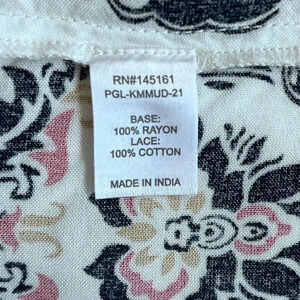 RN#145161
PGL-KMMUD-21
BASE:
100% RAYON
LACE:
100% COTTON
MADE IN INDIA